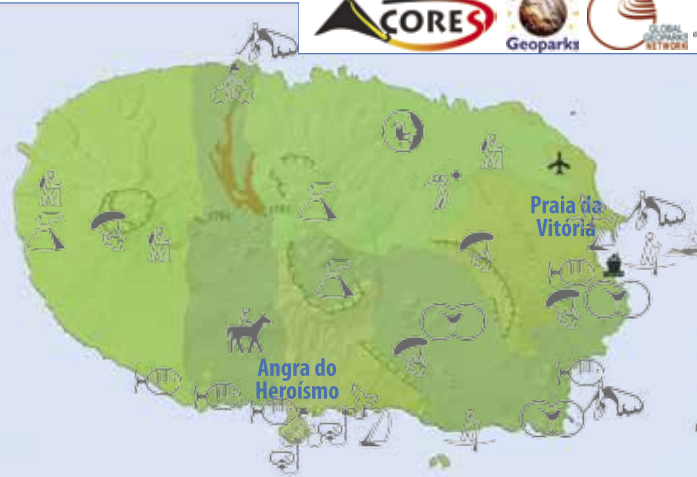 AÇORES
Geoparks
GLOBAL
GEOPARKS
NETWORK
Praia da
Vitória
Angra do
Heroísmo